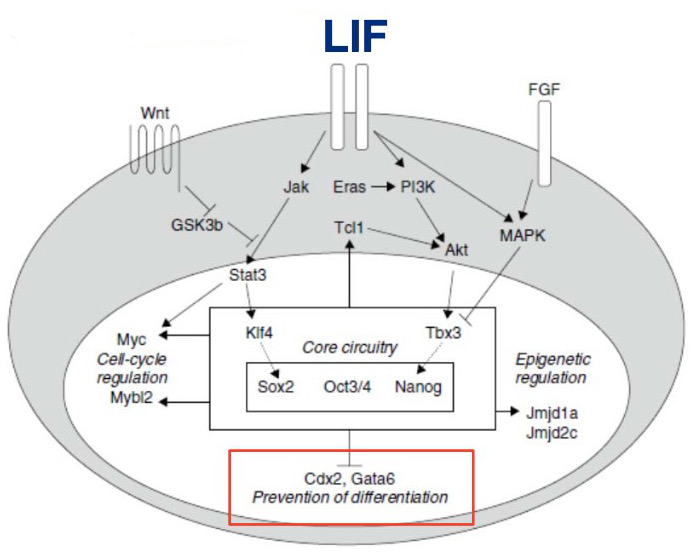 LIF
FGF
Wnt
Jak
Eras
PI3K
GSK3b
Tcl1
MAPK
Akt
Stat3
Myc
Klf4
Tbx3
Cell-cycle
regulation
Core circuitry
Epigenetic
regulation
Mybl2
Sox2
Oct3/4
Nanog
Jmjd1a
Jmjd2c
Cdx2, Gata6
Prevention of differentiation